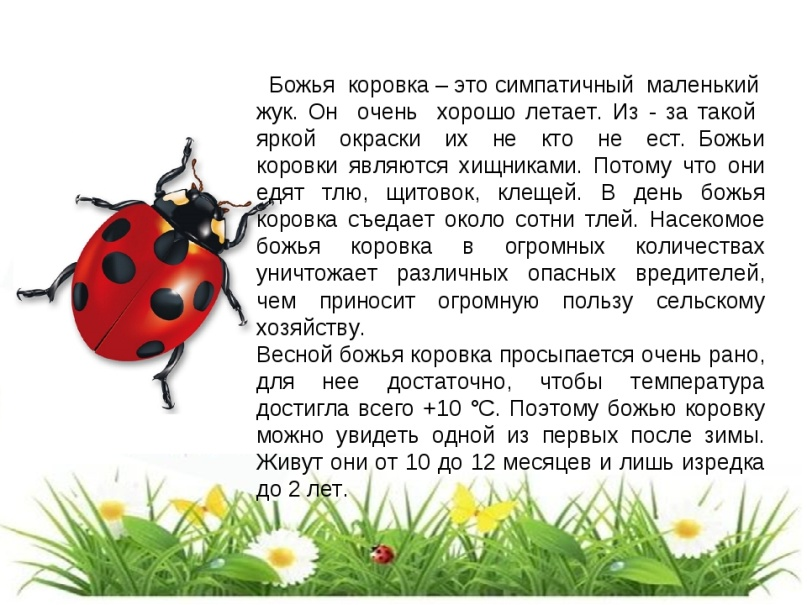 Божья коровка – это симпатичный маленький
жук. Он очень хорошо летает. Из - за такой
яркой окраски их не кто не ест. Божьи
коровки являются хищниками. Потому что они
едят тлю, щитовок, клещей. В день божья
коровка съедает около сотни тлей. Насекомое
божья коровка в огромных количествах
уничтожает различных опасных вредителей,
чем приносит огромную пользу сельскому
хозяйству.
Весной божья коровка просыпается очень рано,
для нее достаточно, чтобы температура
достигла всего +10 °C. Поэтому божью коровку
можно увидеть одной из первых после зимы.
Живут они от 10 до 12 месяцев и лишь изредка
до 2 лет.